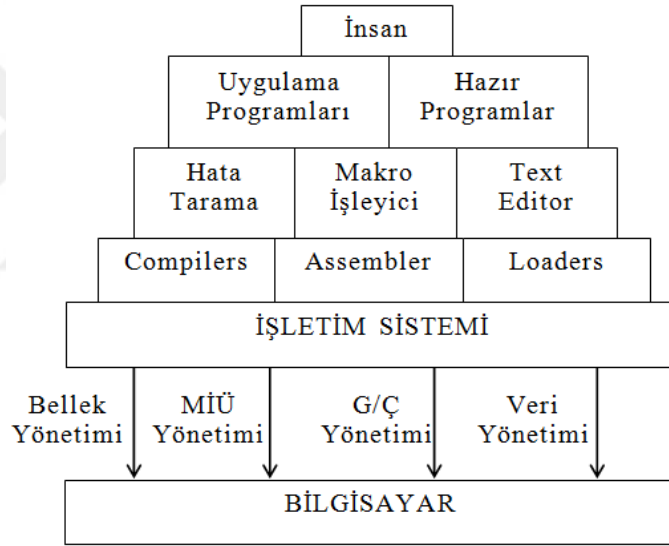 İnsan
Uygulama
Programları
Hazır
Programlar
Hata
Tarama
Makro
İşleyici
Text
Editor
Compilers
Assembler
Loaders
İŞLETİM SİSTEMİ
Bellek
Yönetimi
MİÜ
Yönetimi
G/Ç
Yönetimi
Veri
Yönetimi
BİLGİSAYAR